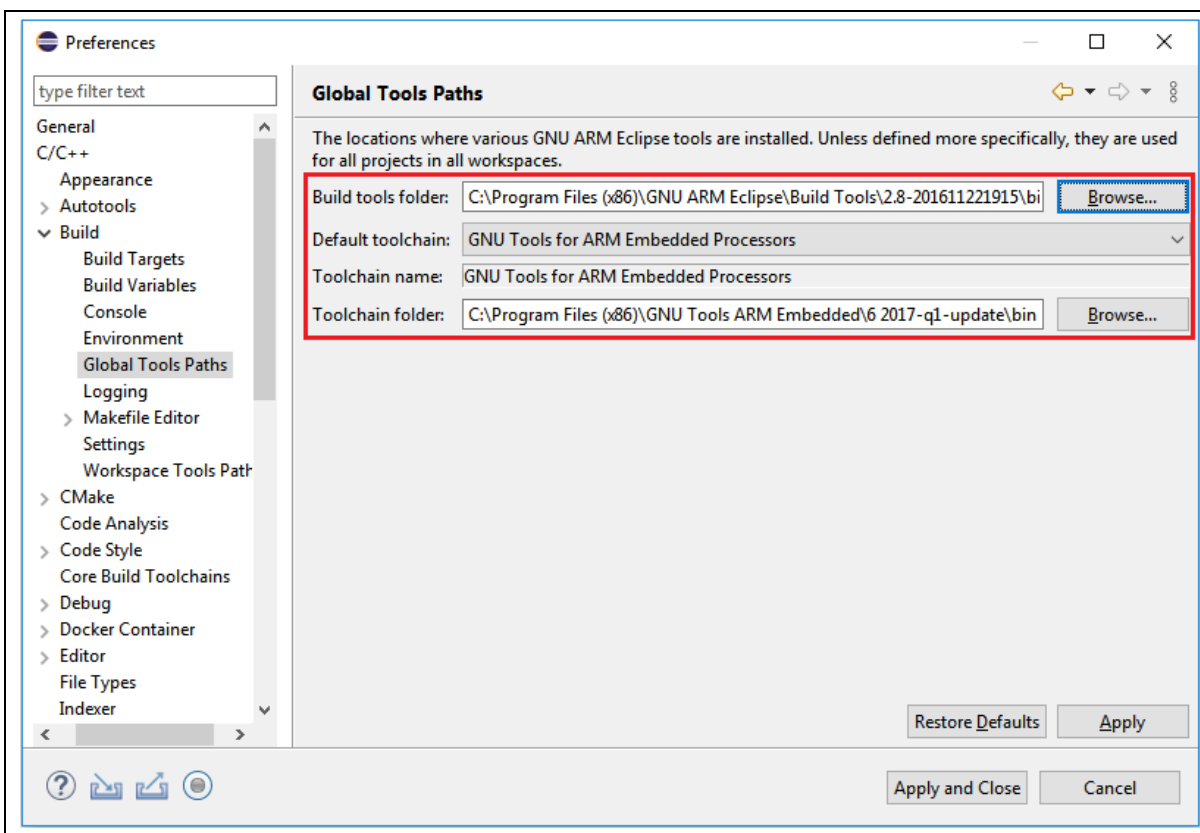 Preferences
type filter text
General
C/C++
Appearance
Autotools
Build
Build Targets
Build Variables
Console
Environment
Global Tools Paths
Logging
Makefile Editor
Settings
Workspace Tools Path
CMake
Code Analysis
Code Style
Core Build Toolchains
Debug
Docker Container
Editor
File Types
Indexer
Global Tools Paths
The locations where various GNU ARM Eclipse tools are installed. Unless defined more specifically, they are used
for all projects in all workspaces.
Build tools folder: C:\Program Files (x86)\GNU ARM Eclipse\Build Tools\2.8-201611221915\bi Browse...
Default toolchain: GNU Tools for ARM Embedded Processors
Toolchain name: GNU Tools for ARM Embedded Processors
Toolchain folder: C:\Program Files (x86)\GNU Tools ARM Embedded\6 2017-q1-update\bin Browse...
Restore Defaults Apply
Apply and Close Cancel